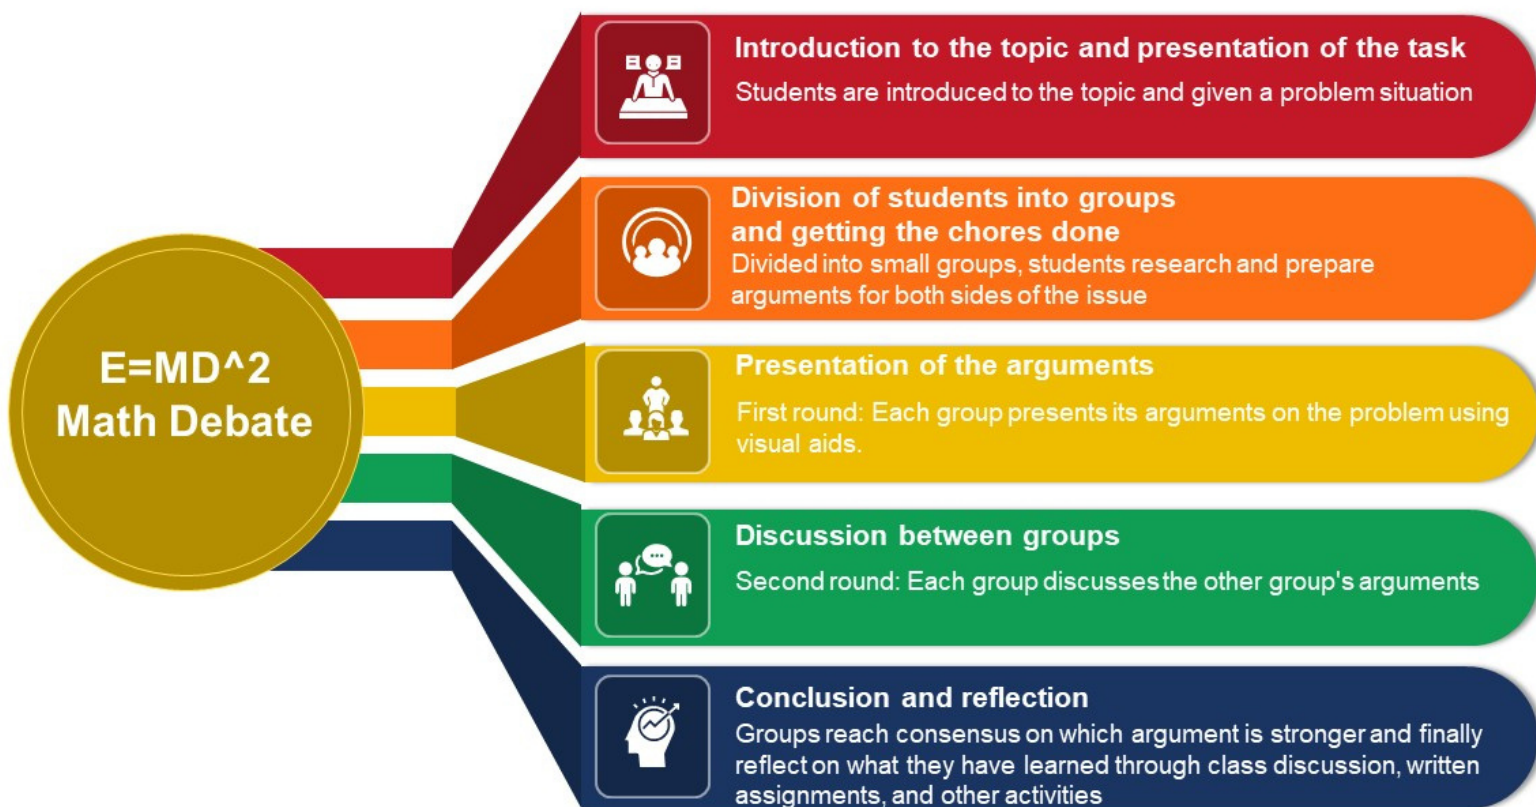 E=MD^2
Math Debate
Introduction to the topic and presentation of the task
Students are introduced to the topic and given a problem situation
Division of students into groups
and getting the chores done
Divided into small groups, students research and prepare
arguments for both sides of the issue
Presentation of the arguments
First round: Each group presents its arguments on the problem using
visual aids.
Discussion between groups
Second round: Each group discusses the other group's arguments
Conclusion and reflection
Groups reach consensus on which argument is stronger and finally
reflect on what they have learned through class discussion, written
assignments, and other activities